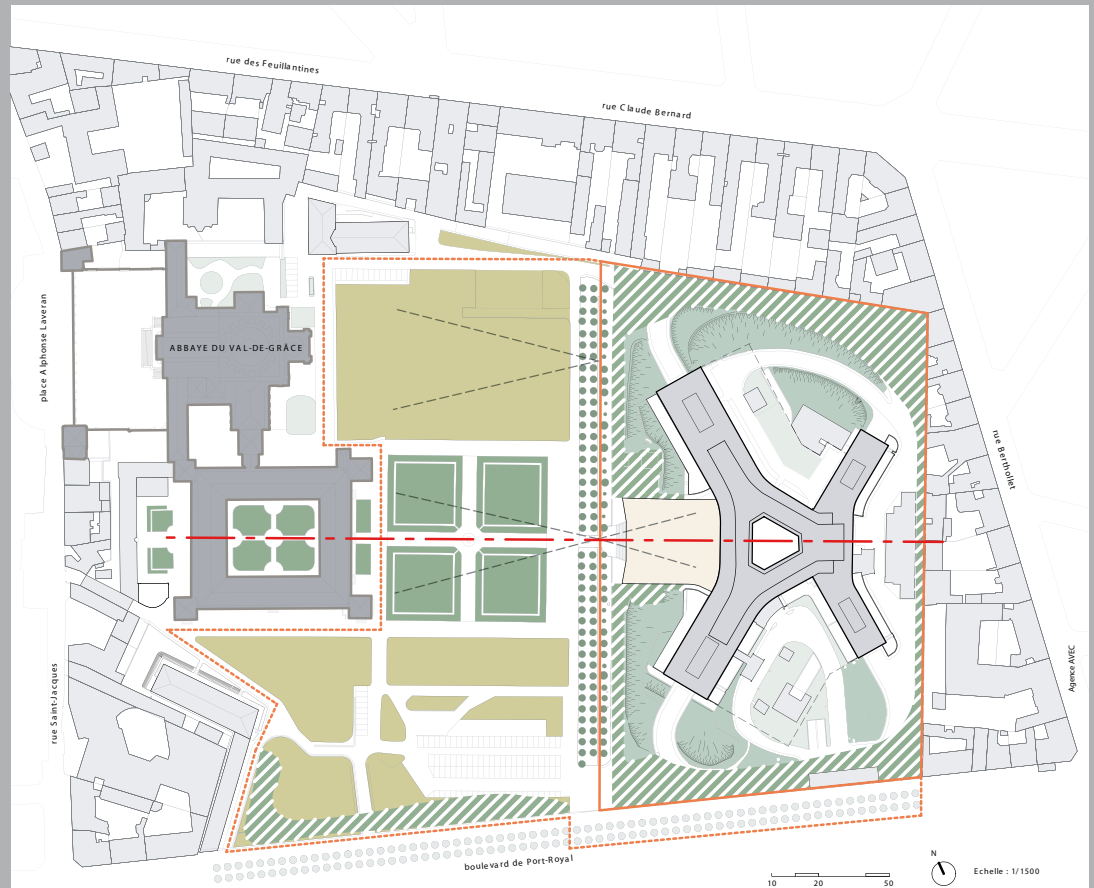 rue des Feuillantines
rue Claude Bernard
place Alphonse Laveran
ABBAYE DU VAL-DE-GRÂCE
rue Berthollet
rue Saint-Jacques
Agence AVEC
boulevard de Port-Royal
N
Echelle : 1/1500
10 20 50